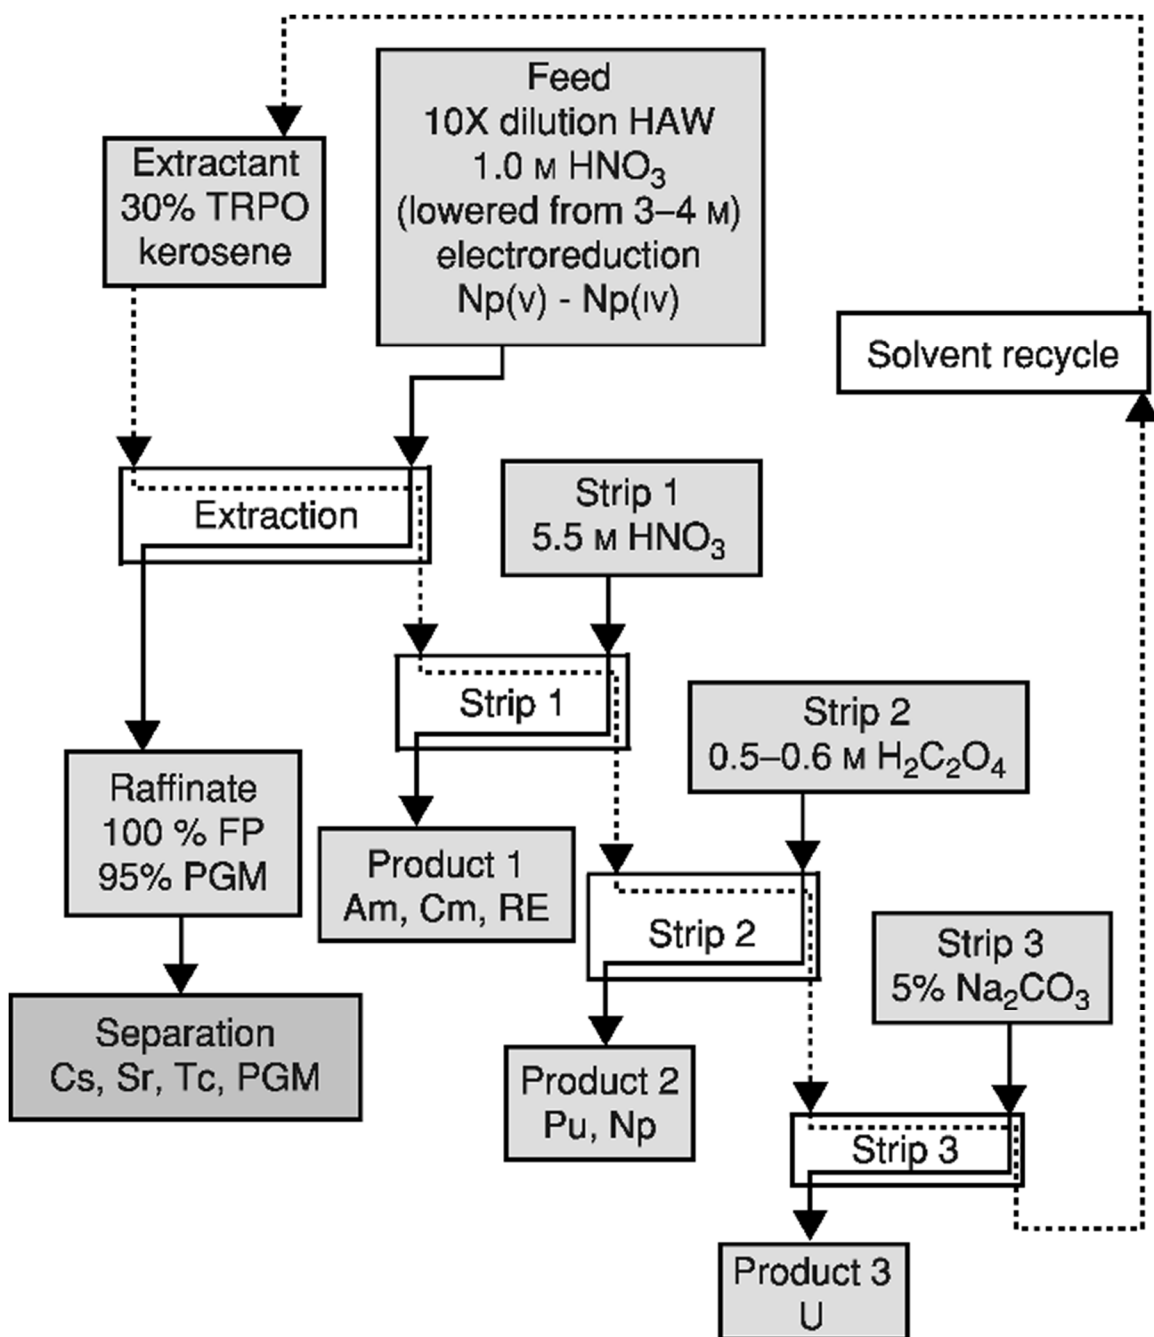 Feed
10X dilution HAW
1.0 M HNO₃
(lowered from 3–4 M)
electroreduction
Np(V) - Np(IV)
Extractant
30% TRPO
kerosene
Solvent recycle
Extraction
Strip 1
5.5 M HNO₃
Strip 1
Strip 2
0.5–0.6 M H₂C₂O₄
Raffinate
100 % FP
95% PGM
Product 1
Am, Cm, RE
Strip 2
Strip 3
5% Na₂CO₃
Separation
Cs, Sr, Tc, PGM
Product 2
Pu, Np
Strip 3
Product 3
U